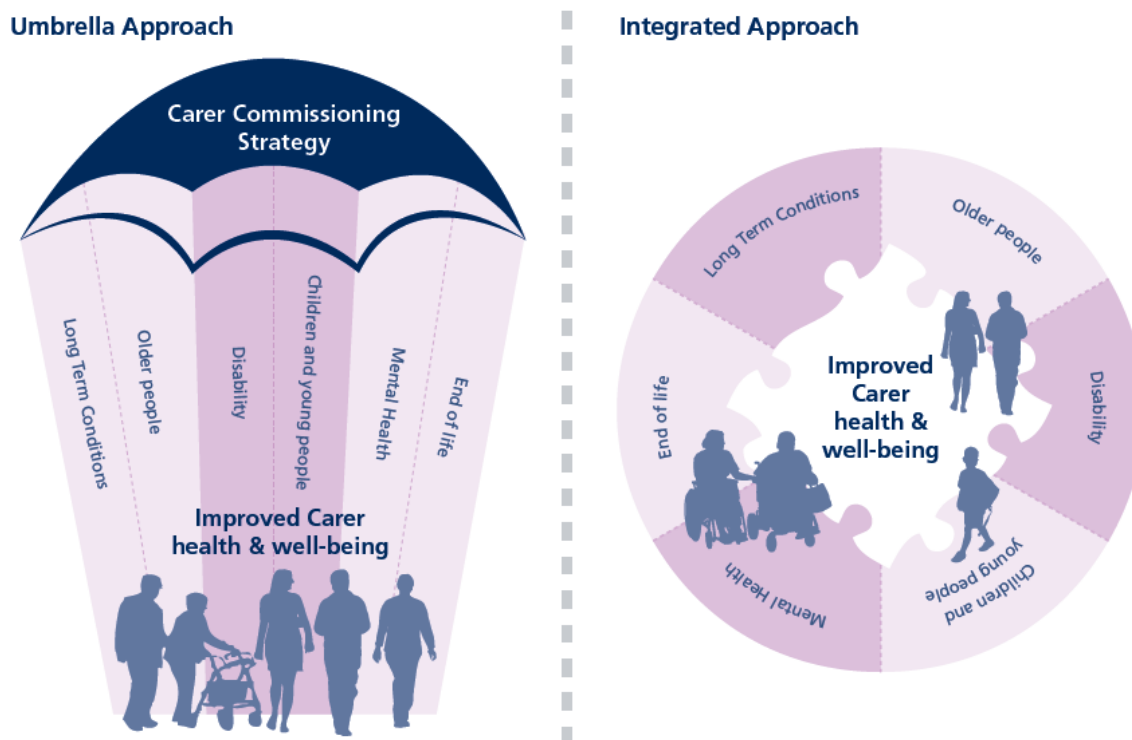 Umbrella Approach
Carer Commissioning
Strategy
Long Term Conditions
Older people
Disability
Children and young people
Mental Health
End of life
Improved Carer
health & well-being
Integrated Approach
Long Term Conditions
Older people
Disability
Children and
young people
Mental Health
End of life
Improved
Carer
health &
well-being